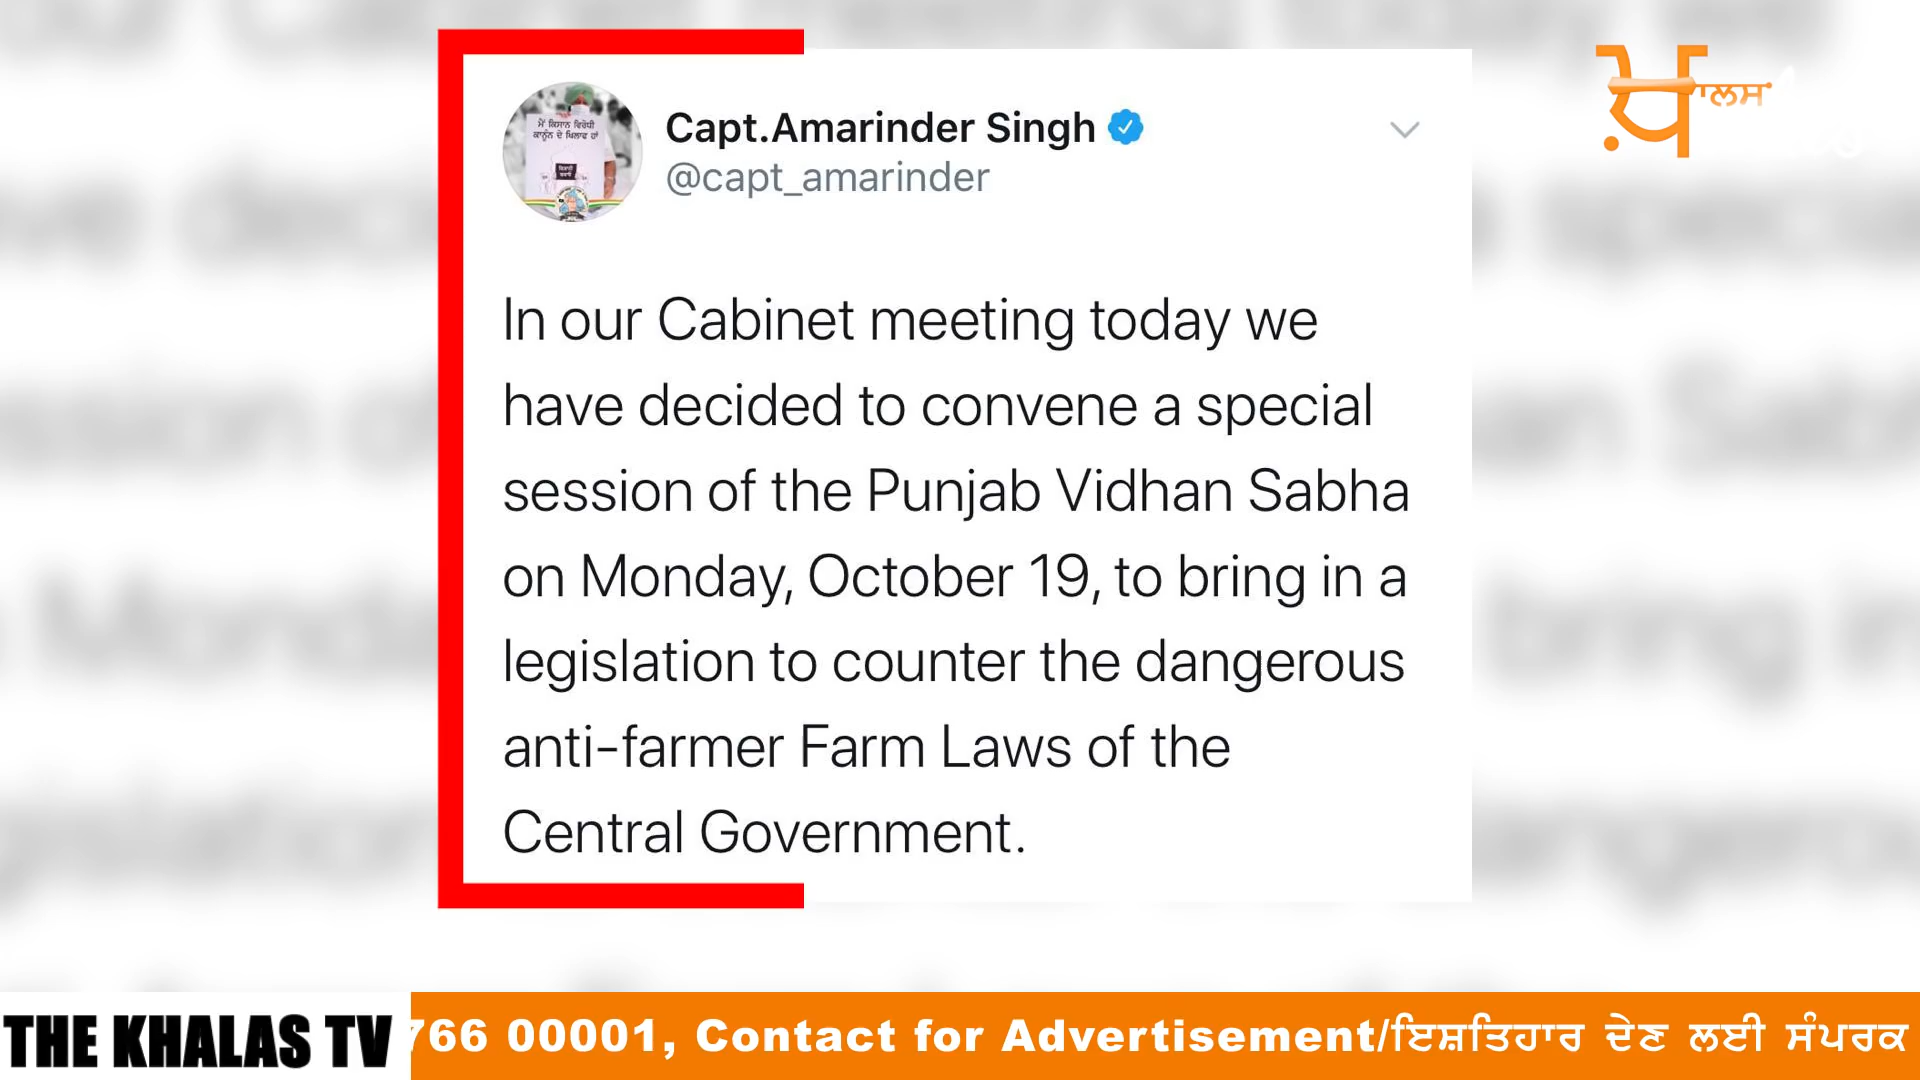 Capt.Amarinder Singh
@capt_amarinder
ਮੈਂ ਕਿਸਾਨ ਵਿਰੋਧੀ
ਕਾਨੂੰਨ ਦੇ ਖਿਲਾਫ ਹਾਂ
In our Cabinet meeting today we
have decided to convene a special
session of the Punjab Vidhan Sabha
on Monday, October 19, to bring in a
legislation to counter the dangerous
anti-farmer Farm Laws of the
Central Government.
ਖ਼ਾਲਸ
THE KHALAS TV
766 00001, Contact for Advertisement/ਇਸ਼ਤਿਹਾਰ ਦੇਣ ਲਈ ਸੰਪਰਕ